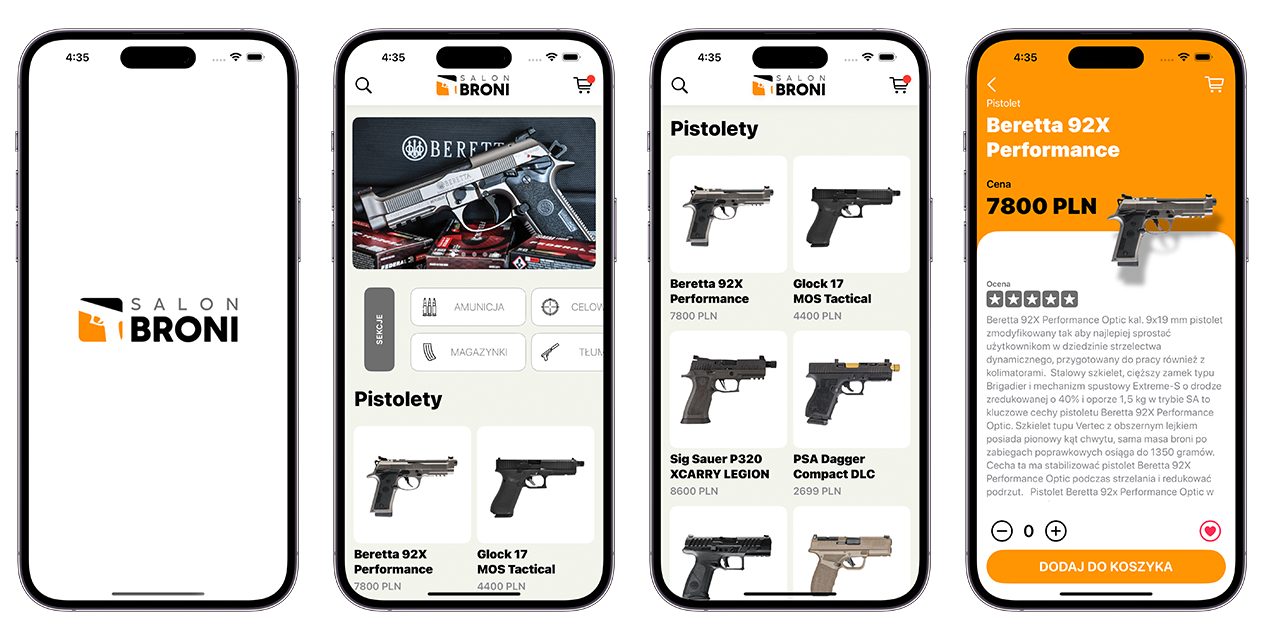 4:35
SALON
BRONI
4:35
SALON
BRONI
BERETTA
BERETTA
FEDERAL
SEKCJE
AMUNICJA
CELOW
MAGAZYNKI
TŁUM
Pistolety
Beretta 92X
Performance
7800 PLN
Glock 17
MOS Tactical
4400 PLN
4:35
SALON
BRONI
Pistolety
Beretta 92X
Performance
7800 PLN
Glock 17
MOS Tactical
4400 PLN
Sig Sauer P320
XCARRY LEGION
8600 PLN
PSA Dagger
Compact DLC
2699 PLN
4:35
Pistolet
Beretta 92X
Performance
Cena
7800 PLN
Ocena
Beretta 92X Performance Optic kal. 9x19 mm pistolet
zmodyfikowany tak aby najlepiej sprostać
użytkownikom w dziedzinie strzelectwa
dynamicznego, przygotowany do pracy również z
kolimatorami. Stalowy szkielet, cięższy zamek typu
Brigadier i mechanizm spustowy Extreme-S o drodze
zredukowanej o 40% i oporze 1,5 kg w trybie SA to
kluczowe cechy pistoletu Beretta 92X Performance
Optic. Szkielet tupu Vertec z obszernym lejkiem
posiada pionowy kąt chwytu, sama masa broni po
zabiegach poprawkowych osiąga do 1350 gramów.
Cecha ta ma stabilizować pistolet Beretta 92X
Performance Optic podczas strzelania i redukować
podrzut. Pistolet Beretta 92x Performance Optic w
0
DODAJ DO KOSZYKA